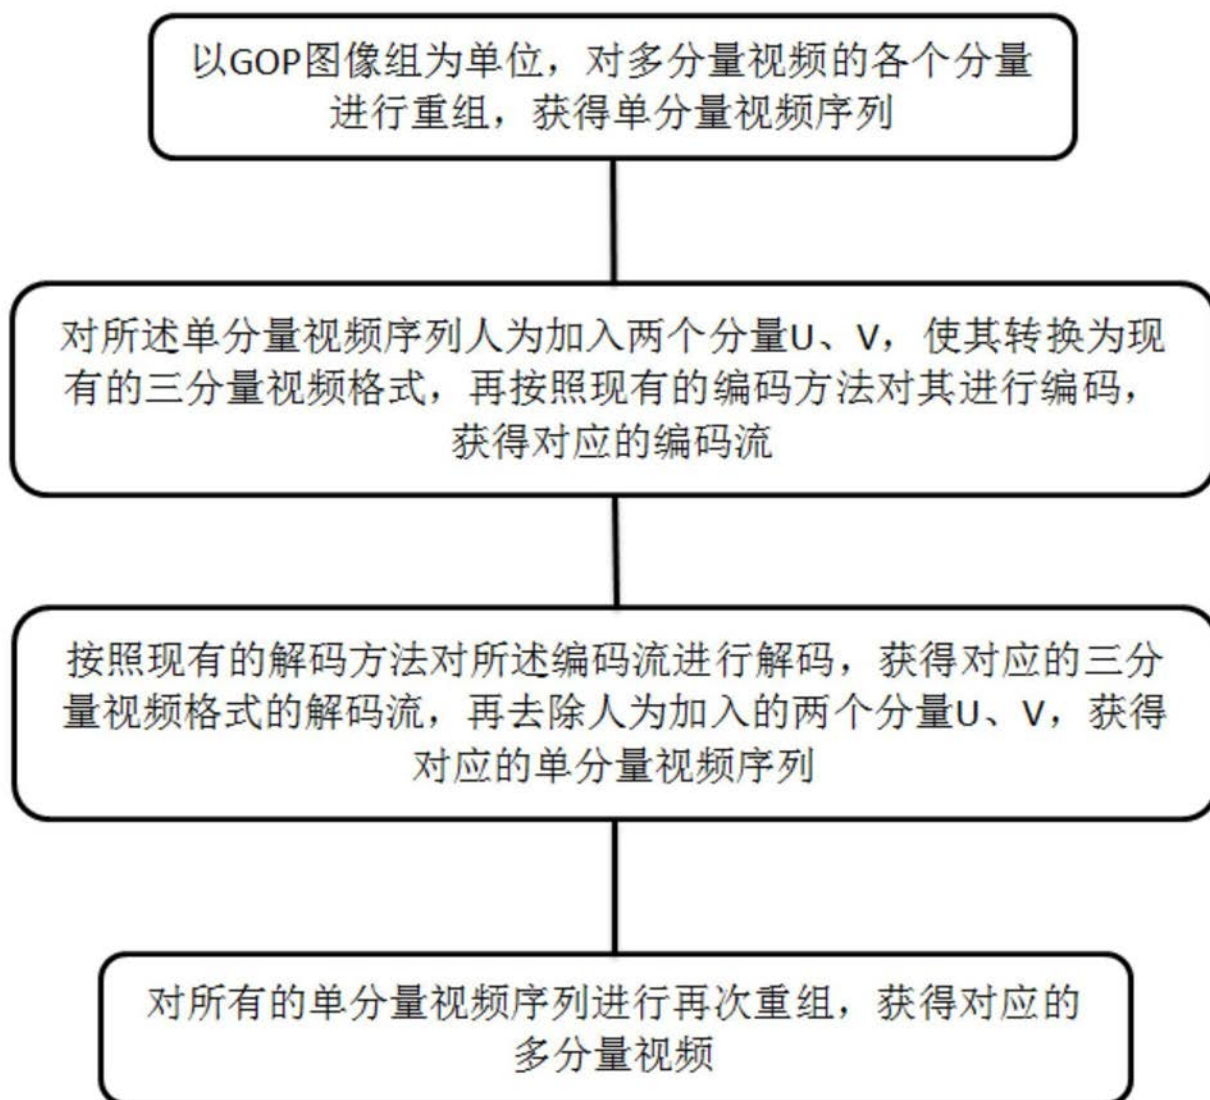 以GOP图像组为单位，对多分量视频的各个分量
进行重组，获得单分量视频序列
对所述单分量视频序列人为加入两个分量U、V，使其转换为现
有的三分量视频格式，再按照现有的编码方法对其进行编码，
获得对应的编码流
按照现有的解码方法对所述编码流进行解码，获得对应的三分
量视频格式的解码流，再去除人为加入的两个分量U、V，获得
对应的单分量视频序列
对所有的单分量视频序列进行再次重组，获得对应的
多分量视频